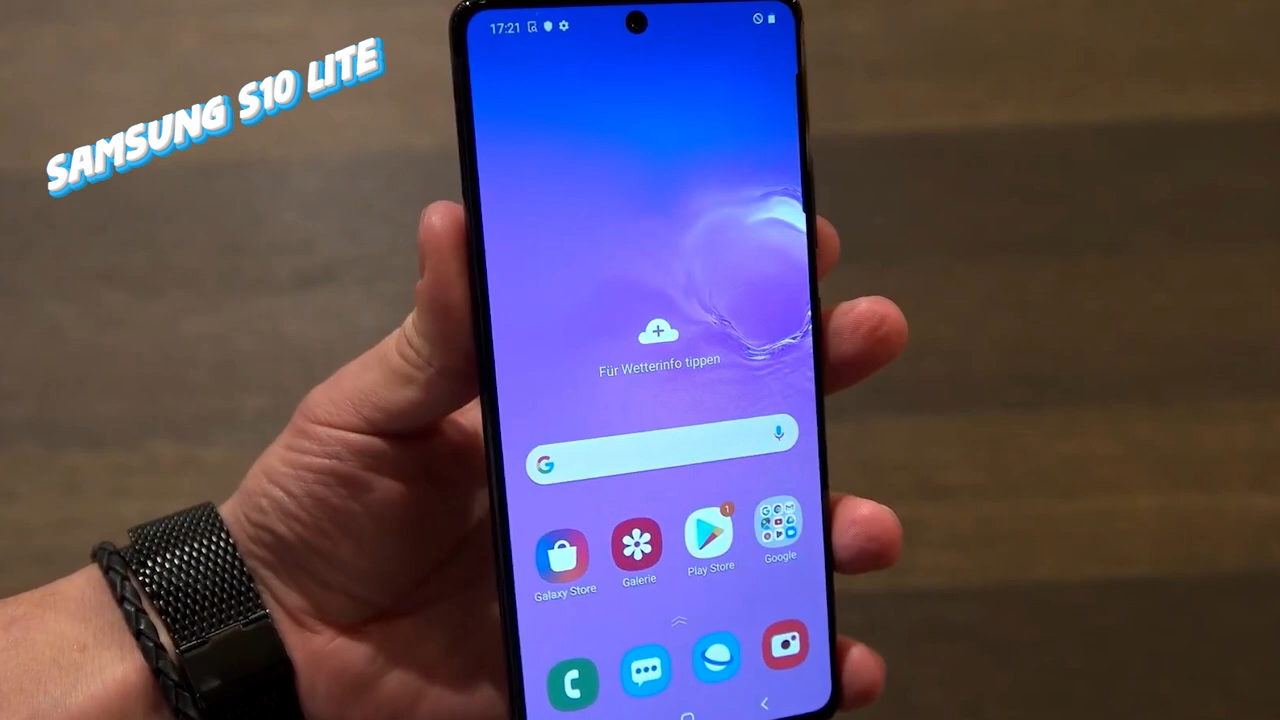 SAMSUNG S10 LITE
17:21
Für Wetterinfo tippen
G
1
Galaxy Store
Galerie
Play Store
Google